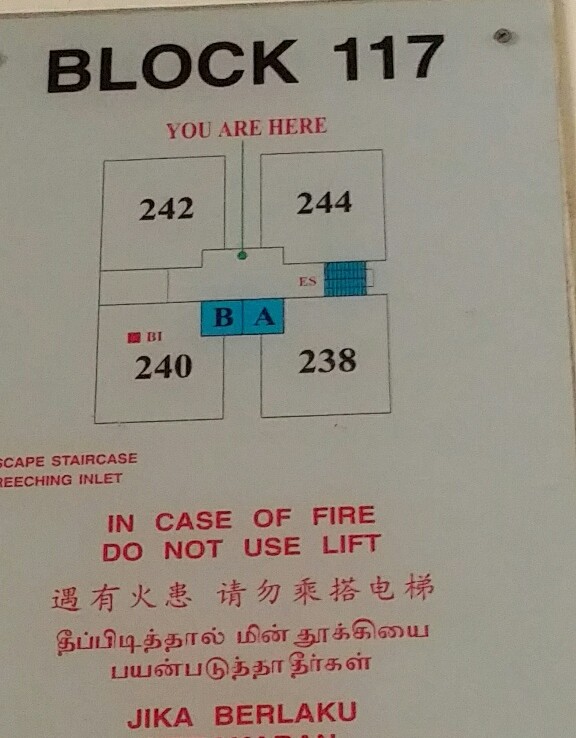 BLOCK 117
YOU ARE HERE
242
244
ES
B A
BI
240
238
SCAPE STAIRCASE
REECHING INLET
IN CASE OF FIRE
DO NOT USE LIFT
遇有火患 请勿乘搭电梯
தீப்பிடித்தால் மின் தூக்கியை
பயன்படுத்தாதீர்கள்
JIKA BERLAKU